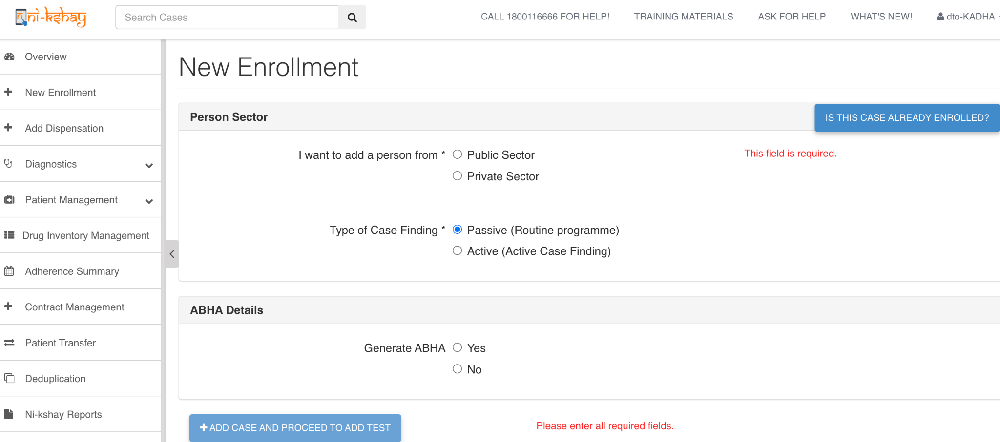 ni-kshay
Search Cases
CALL 1800116666 FOR HELP!
TRAINING MATERIALS
ASK FOR HELP
WHAT'S NEW!
dto-KADHA
Overview
New Enrollment
Add Dispensation
Diagnostics
Patient Management
Drug Inventory Management
Adherence Summary
Contract Management
Patient Transfer
Deduplication
Ni-kshay Reports
New Enrollment
Person Sector
IS THIS CASE ALREADY ENROLLED?
I want to add a person from * Public Sector
This field is required.
Private Sector
Type of Case Finding * Passive (Routine programme)
Active (Active Case Finding)
ABHA Details
Generate ABHA Yes
No
ADD CASE AND PROCEED TO ADD TEST
Please enter all required fields.